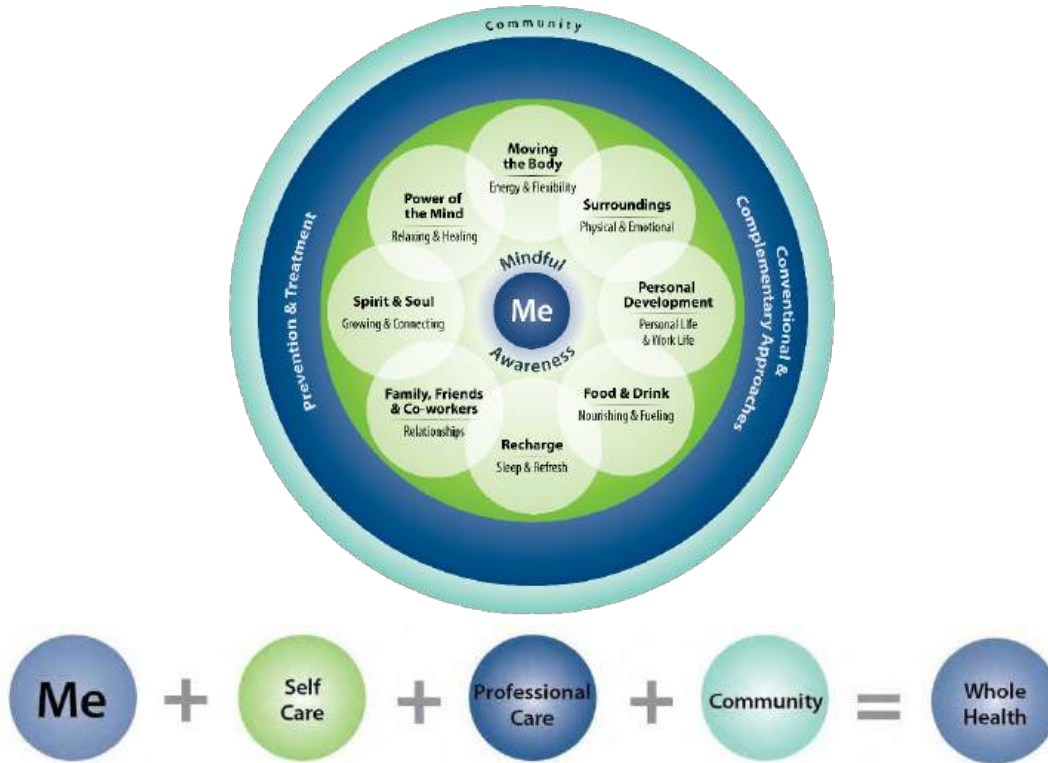 Community
Moving
the Body
Energy & Flexibility
Surroundings
Physical & Emotional
Personal
Development
Personal Life
& Work Life
Food & Drink
Nourishing & Fueling
Recharge
Sleep & Refresh
Family, Friends
& Co-workers
Relationships
Spirit & Soul
Growing & Connecting
Power of
the Mind
Relaxing & Healing
Mindful
Me
Awareness
Prevention & Treatment
Conventional &
Complementary Approaches
Me + Self Care + Professional Care + Community = Whole Health